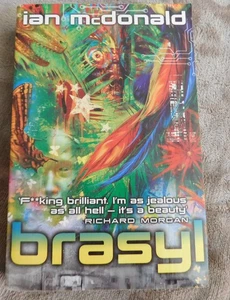 ian mcdonald
'F**king brilliant. I'm as jealous
as all hell – it's a beauty'
RICHARD MORGAN
brasyl